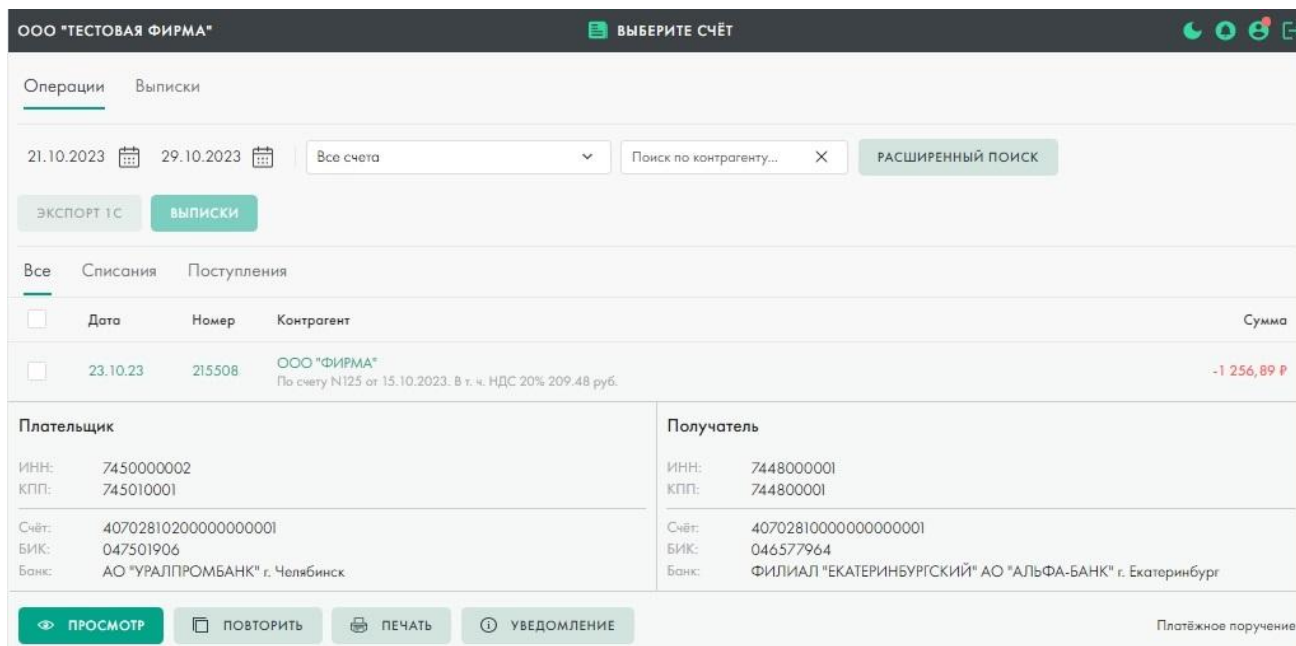 ООО "ТЕСТОВАЯ ФИРМА" ВЫБЕРИТЕ СЧЁТ
Операции Выписки
21.10.2023 29.10.2023 Все счета Поиск по контрагенту... РАСШИРЕННЫЙ ПОИСК
ЭКСПОРТ 1С ВЫПИСКИ
Все Списания Поступления
Дата Номер Контрагент Сумма
23.10.23 215508 ООО "ФИРМА" -1 256,89 ₽
По счету N125 от 15.10.2023. В т. ч. НДС 20% 209.48 руб.
Плательщик Получатель
ИНН: 7450000002 ИНН: 7448000001
КПП: 745010001 КПП: 744800001
Счёт: 40702810200000000001 Счёт: 40702810000000000001
БИК: 047501906 БИК: 046577964
Банк: АО "УРАЛПРОМБАНК" г. Челябинск Банк: ФИЛИАЛ "ЕКАТЕРИНБУРГСКИЙ" АО "АЛЬФА-БАНК" г. Екатеринбург
ПРОСМОТР ПОВТОРИТЬ ПЕЧАТЬ УВЕДОМЛЕНИЕ Платёжное поручение